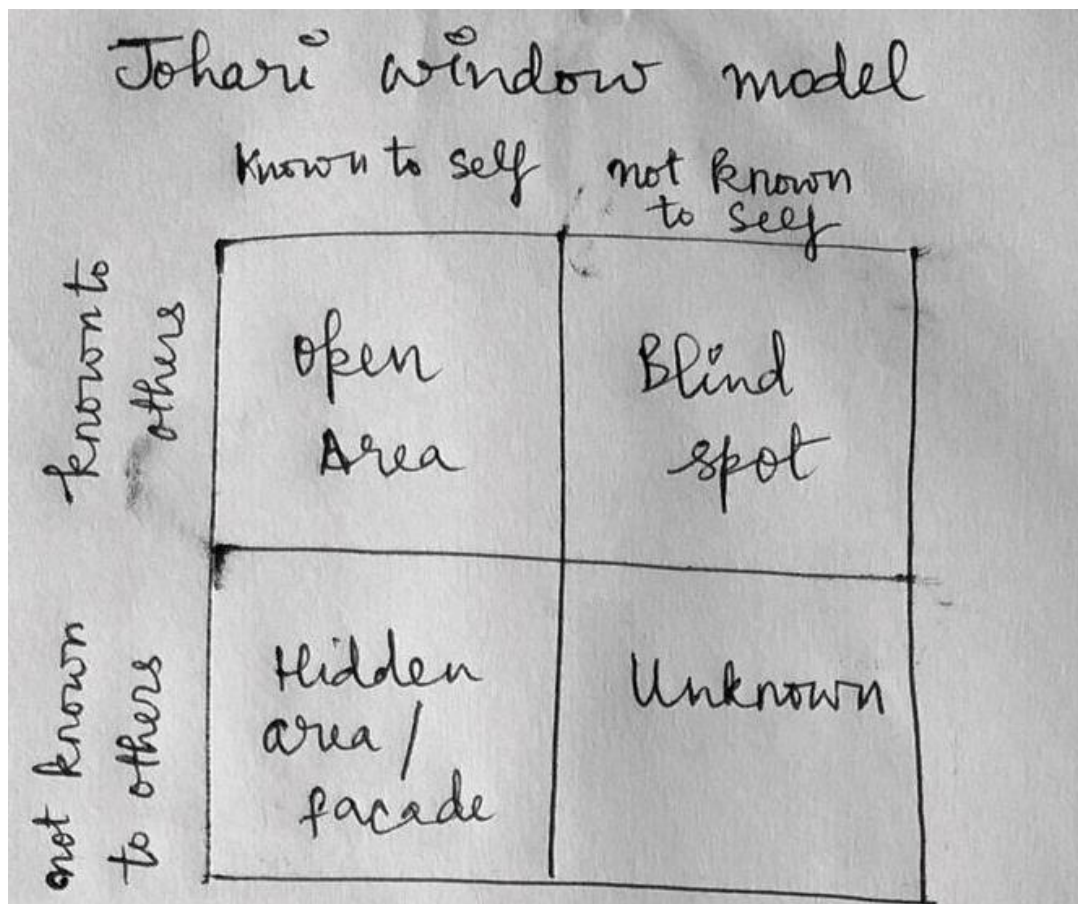 Johari window model
known to self
not known
to self
known to
others
Open
Area
Blind
spot
not known
to others
Hidden
area /
facade
Unknown